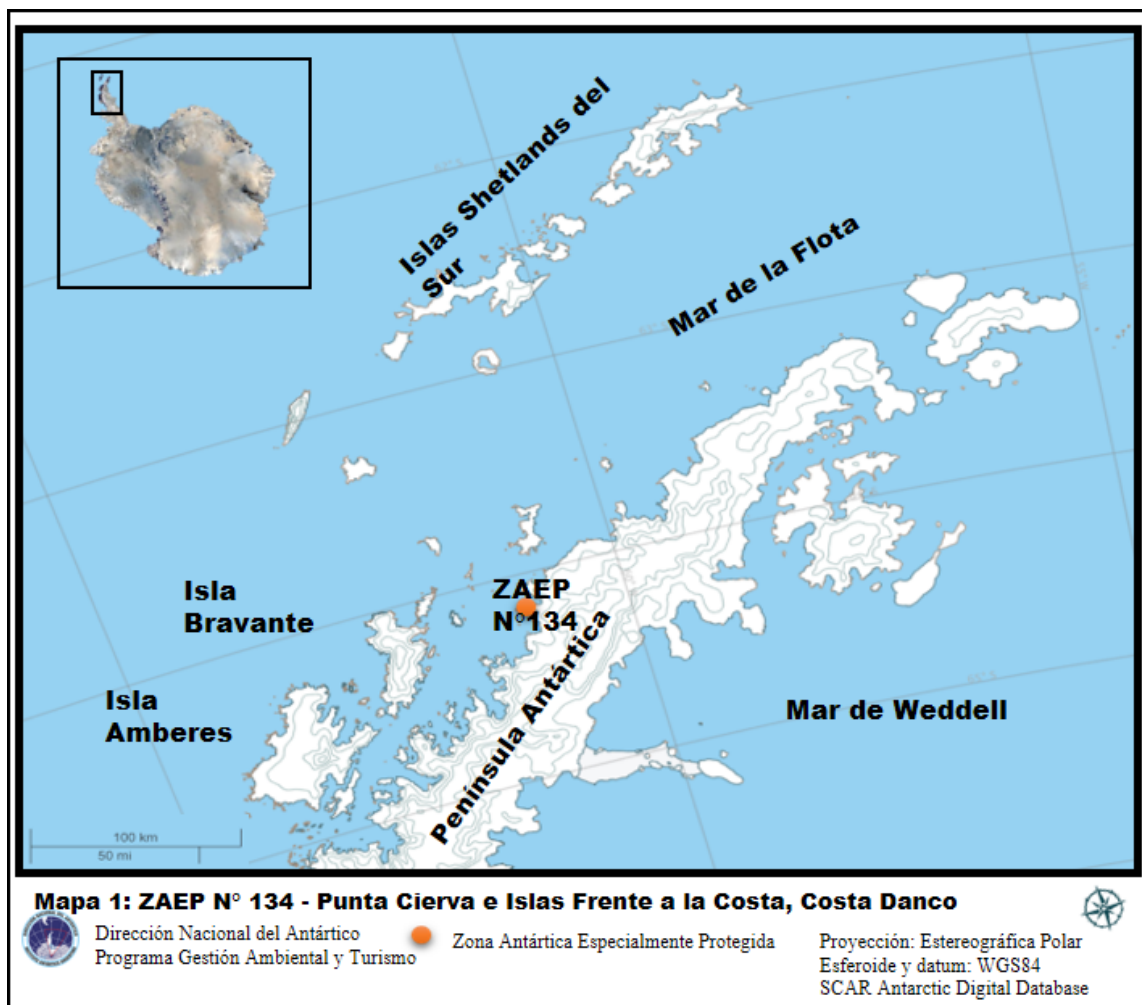 Islas Shetlands del
Sur
Mar de la Flota
ZAEP
N°134
Isla
Bravante
Isla
Amberes
Península Antártica
Mar de Weddell
100 km
50 mi
Mapa 1: ZAEP N° 134 - Punta Cierva e Islas Frente a la Costa, Costa Danco
Dirección Nacional del Antártico
Programa Gestión Ambiental y Turismo
Zona Antártica Especialmente Protegida
Proyección: Estereográfica Polar
Esferoide y datum: WGS84
SCAR Antarctic Digital Database